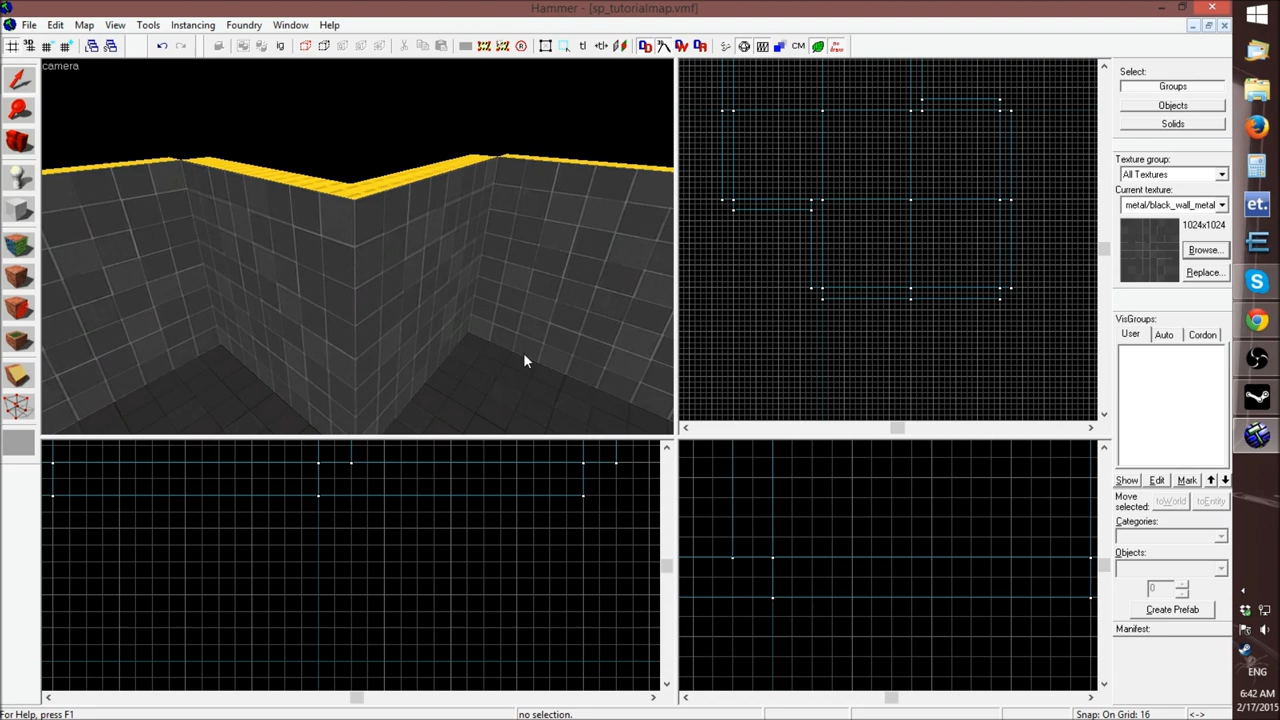 Hammer - [sp_tutorialmap.vmf]
File Edit Map View Tools Instancing Foundry Window Help
camera
Select:
Groups
Objects
Solids
Texture group:
All Textures
Current texture:
metal/black_wall_metal
1024x1024
Browse...
Replace...
VisGroups:
User Auto Cordon
Show Edit Mark
Move selected:
toWorld toEntity
Categories:
Objects:
0
Create Prefab
Manifest:
For Help, press F1
no selection.
Snap: On Grid: 16
<->
et.
ENG
6:42 AM
2/17/2015